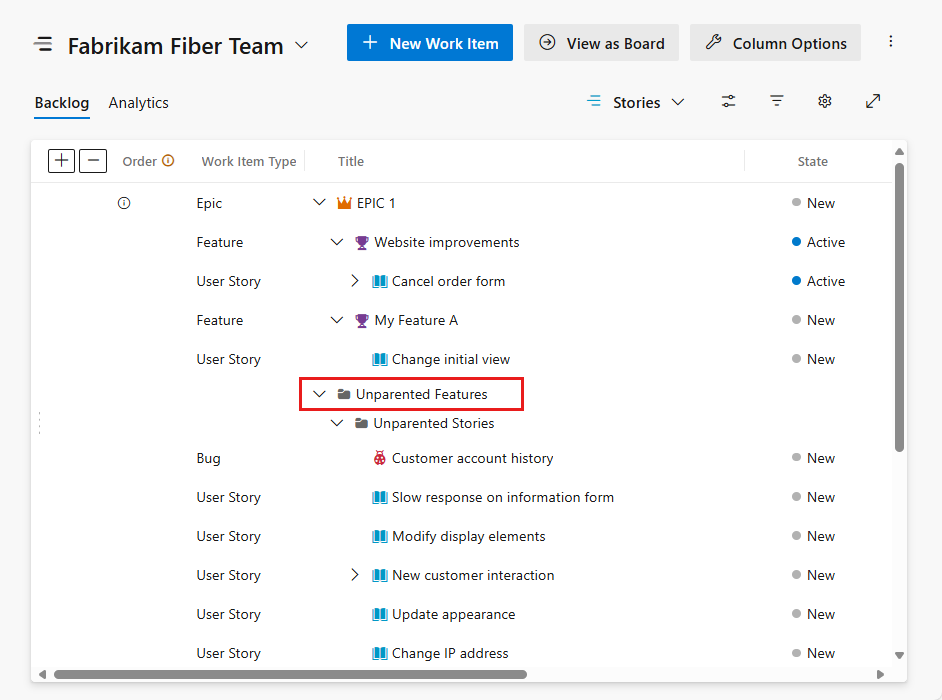 Fabrikam Fiber Team New Work Item View as Board Column Options
Backlog Analytics Stories
Order Work Item Type Title State
Epic EPIC 1 New
Feature Website improvements Active
User Story Cancel order form Active
Feature My Feature A New
User Story Change initial view New
Unparented Features
Unparented Stories
Bug Customer account history New
User Story Slow response on information form New
User Story Modify display elements New
User Story New customer interaction New
User Story Update appearance New
User Story Change IP address New